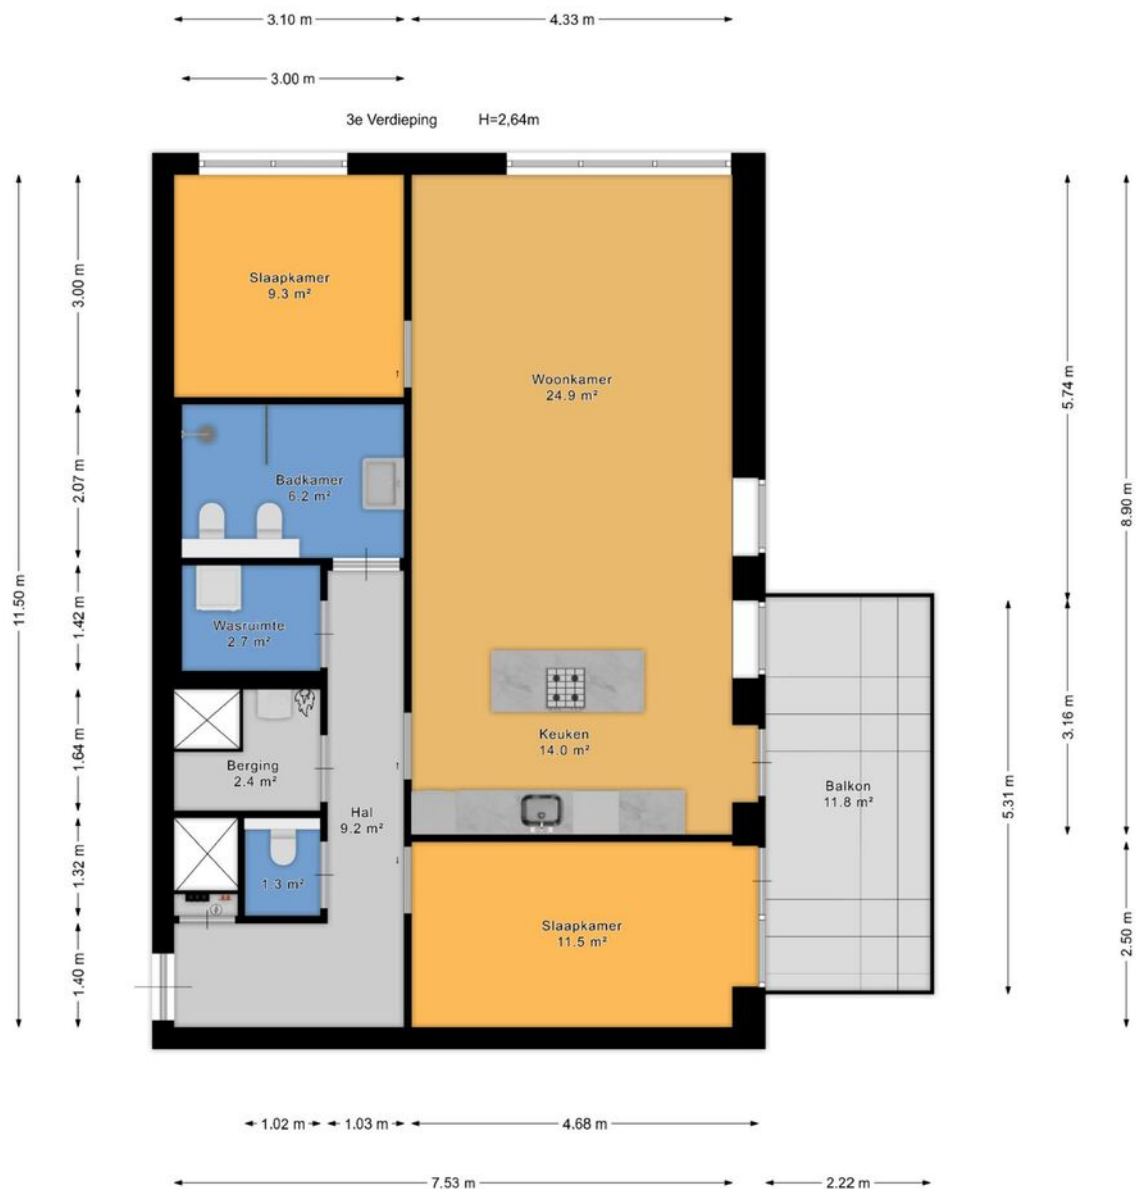 3.10 m
4.33 m
3.00 m
3e Verdieping H=2,64m
11.50 m
3.00 m
2.07 m
1.42 m
1.64 m
1.32 m
1.40 m
Slaapkamer
9.3 m²
Woonkamer
24.9 m²
Badkamer
6.2 m²
Wasruimte
2.7 m²
Keuken
14.0 m²
Berging
2.4 m²
Hal
9.2 m²
Balkon
11.8 m²
1.3 m²
Slaapkamer
11.5 m²
5.74 m
8.90 m
3.16 m
5.31 m
2.50 m
1.02 m
1.03 m
4.68 m
7.53 m
2.22 m